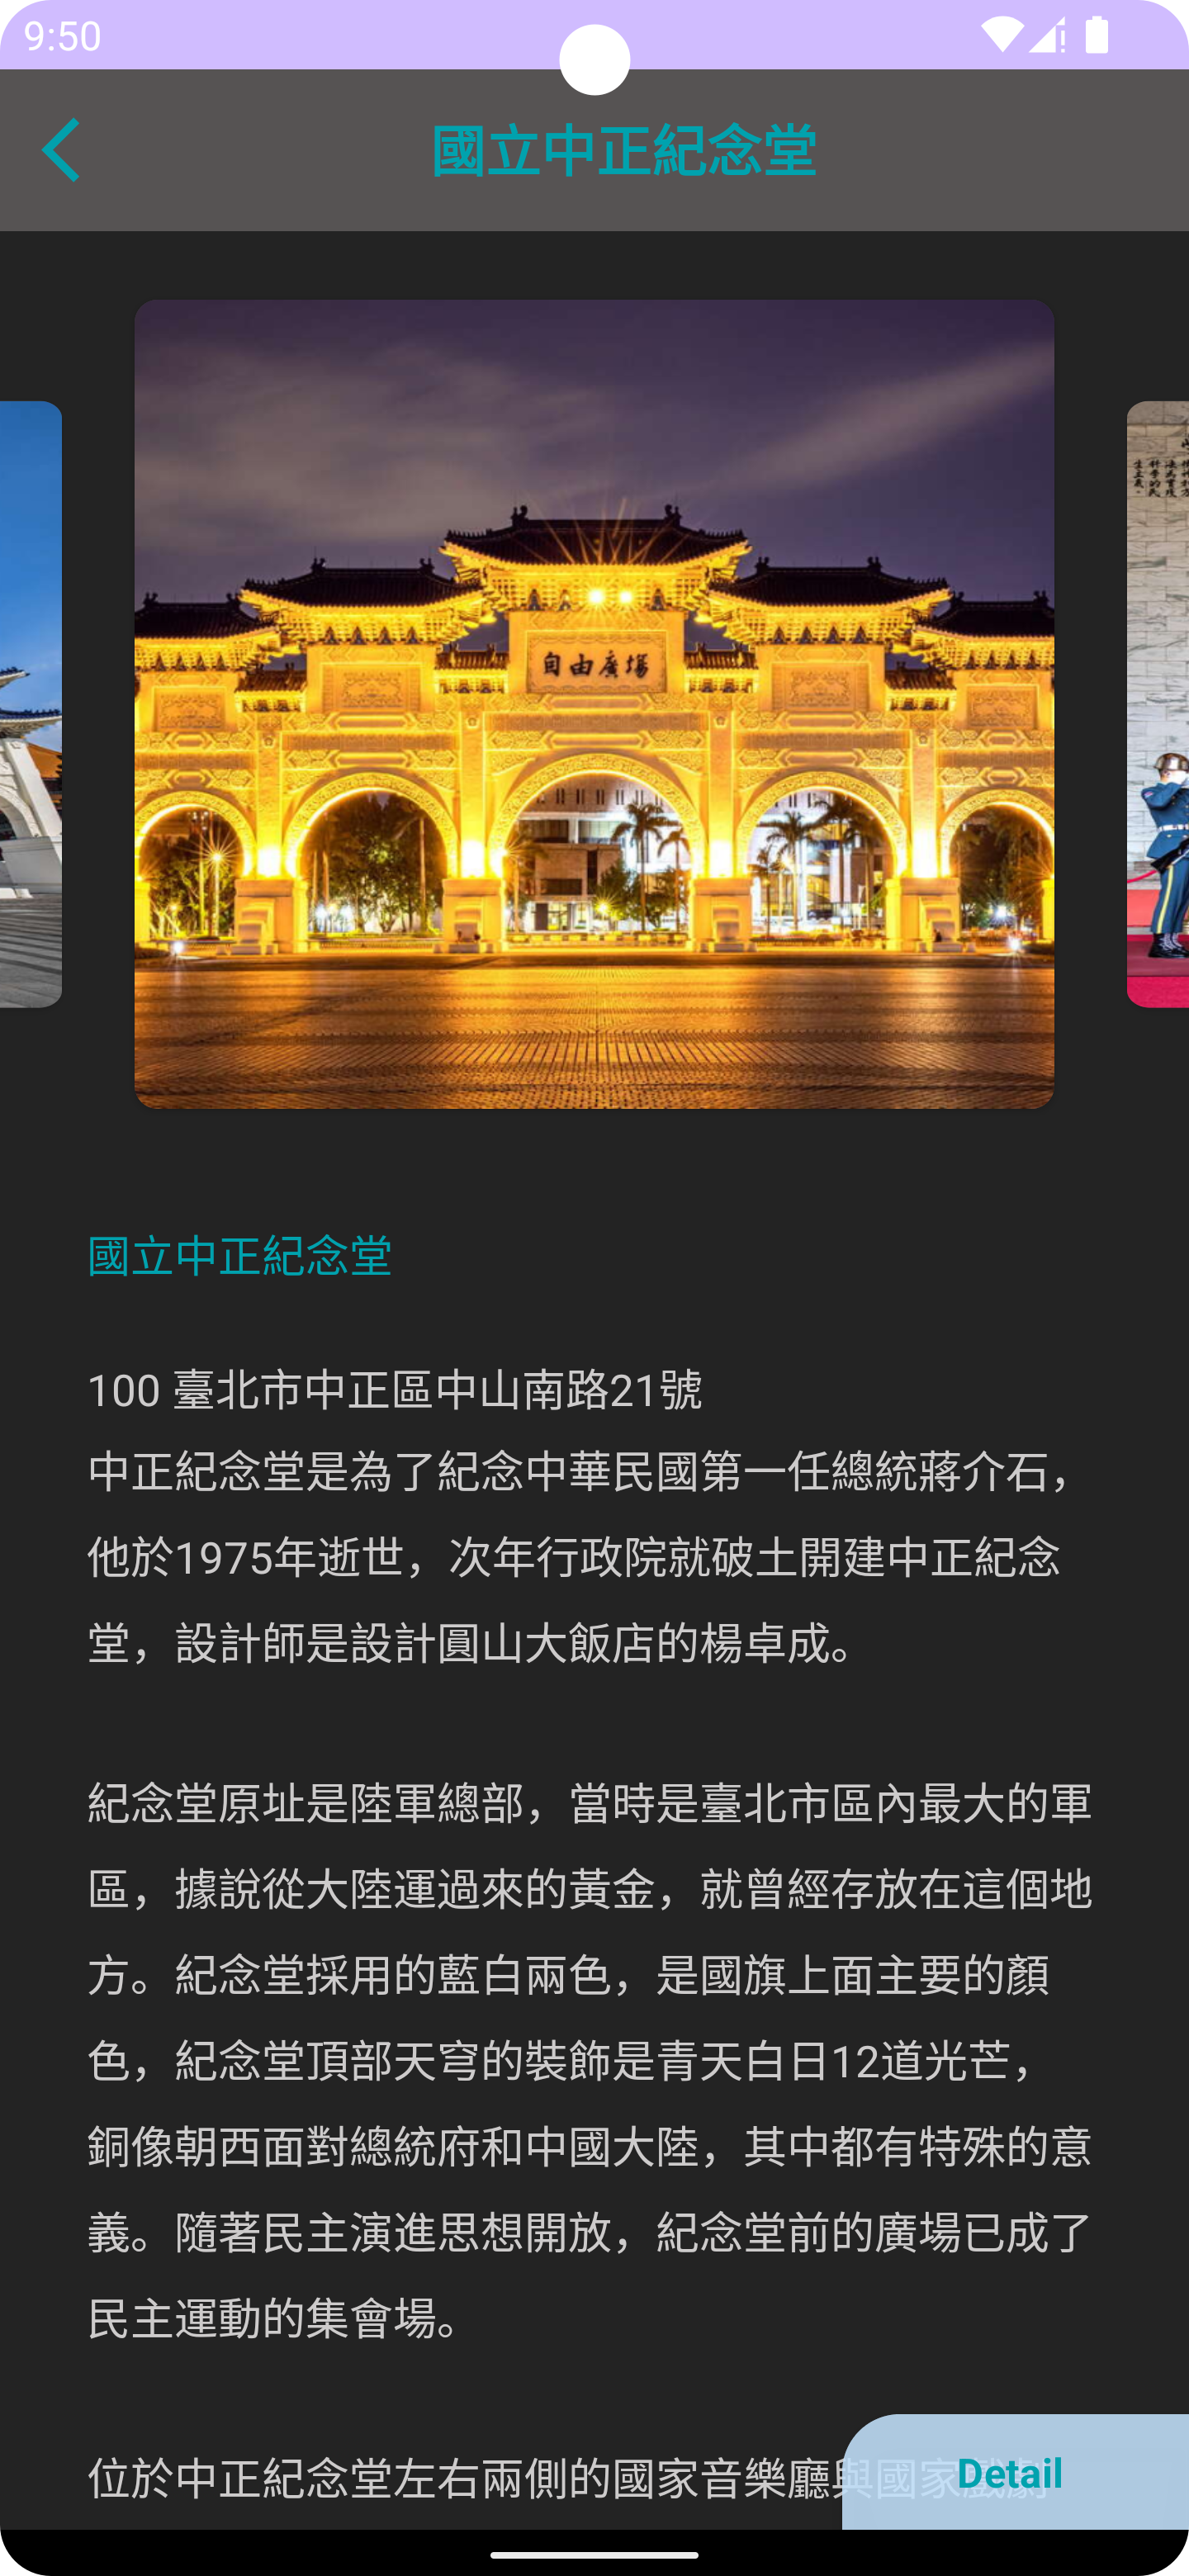 9:50
國立中正紀念堂
自由廣場
國立中正紀念堂
100 臺北市中正區中山南路21號
中正紀念堂是為了紀念中華民國第一任總統蔣介石，
他於1975年逝世，次年行政院就破土開建中正紀念
堂，設計師是設計圓山大飯店的楊卓成。
紀念堂原址是陸軍總部，當時是臺北市區內最大的軍
區，據說從大陸運過來的黃金，就曾經存放在這個地
方。紀念堂採用的藍白兩色，是國旗上面主要的顏
色，紀念堂頂部天穹的裝飾是青天白日12道光芒，
銅像朝西面對總統府和中國大陸，其中都有特殊的意
義。隨著民主演進思想開放，紀念堂前的廣場已成了
民主運動的集會場。
位於中正紀念堂左右兩側的國家音樂廳與國家戲劇
Detail